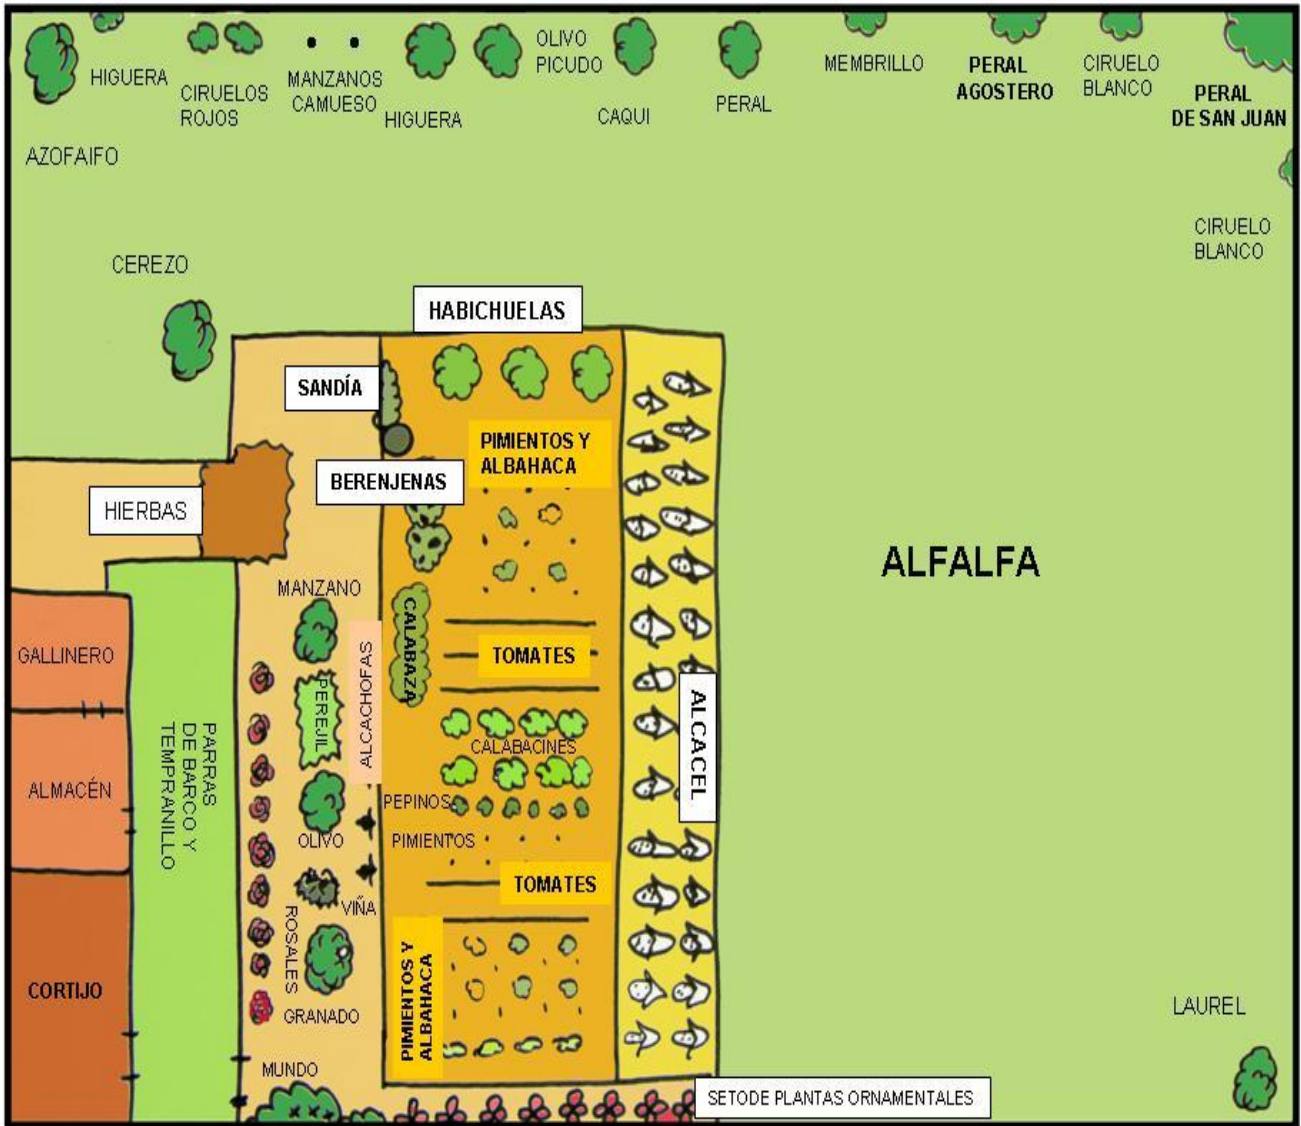 HIGUERA
CIRUELOS
ROJOS
MANZANOS
CAMUESO
HIGUERA
OLIVO
PICUDO
CAQUI
PERAL
MEMBRILLO
PERAL
AGOSTERO
CIRUELO
BLANCO
PERAL
DE SAN JUAN
AZOFAIFO
CIRUELO
BLANCO
CEREZO
HABICHUELAS
SANDÍA
PIMIENTOS Y
ALBAHACA
BERENJENAS
HIERBAS
ALFALFA
MANZANO
CALABAZA
GALLINERO
TOMATES
ALCACHOFAS
PEREJIL
ALCACEL
PARRAS
DE BARCO Y
TEMPRANILLO
CALABACINES
ALMACÉN
PEPINOS
OLIVO
PIMIENTOS
TOMATES
VIÑA
ROSALES
PIMIENTOS Y
ALBAHACA
CORTIJO
GRANADO
LAUREL
MUNDO
SETODE PLANTAS ORNAMENTALES